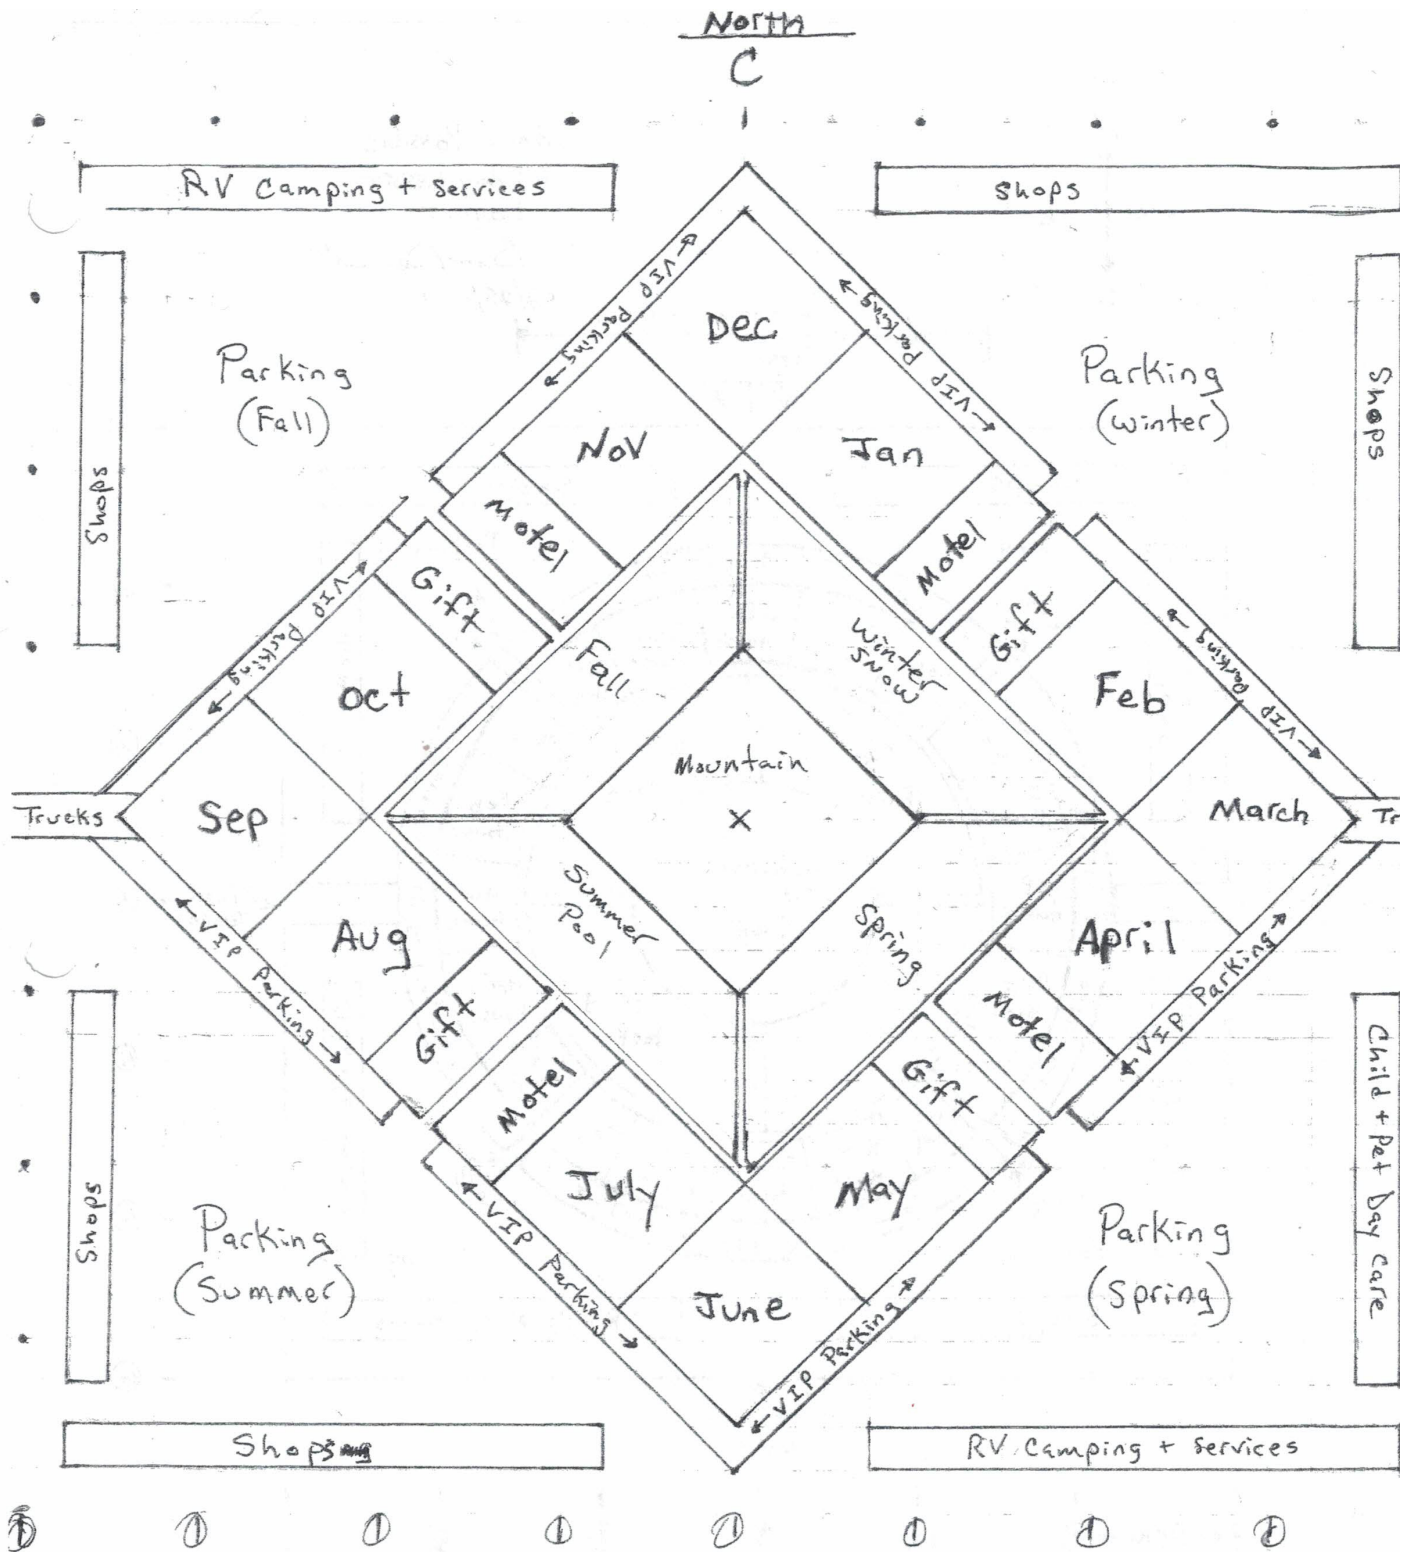 North
C
RV Camping + Services
Shops
VIP Parking
VIP Parking
Dec
Parking
(Fall)
Parking
(Winter)
Shops
Shops
Nov
Jan
Motel
Motel
VIP Parking
Gift
Gift
VIP Parking
Fall
Winter
Snow
Oct
Feb
Mountain
X
Trucks
Sep
March
Tr
Summer
Pool
Spring
Aug
April
VIP Parking
VIP Parking
Gift
Motel
Motel
Gift
Child + Pet Day Care
Shops
July
May
Parking
(Summer)
Parking
(Spring)
VIP Parking
June
VIP Parking
Shops
RV Camping + Services